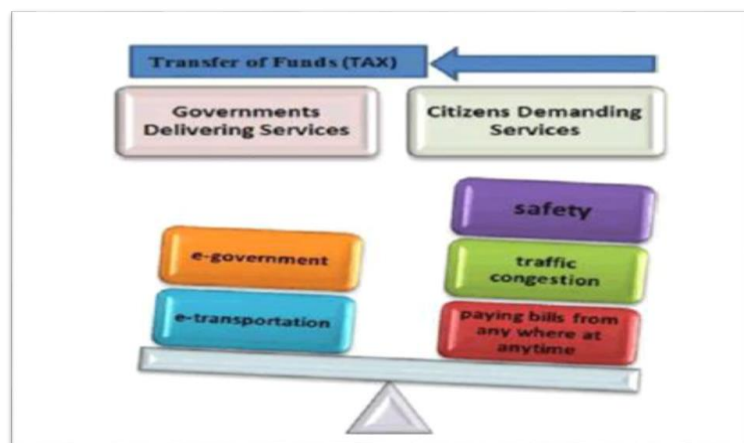 Transfer of Funds (TAX)
Governments
Delivering Services
Citizens Demanding
Services
safety
e-government
traffic
congestion
e-transportation
paying bills from
any where at
anytime